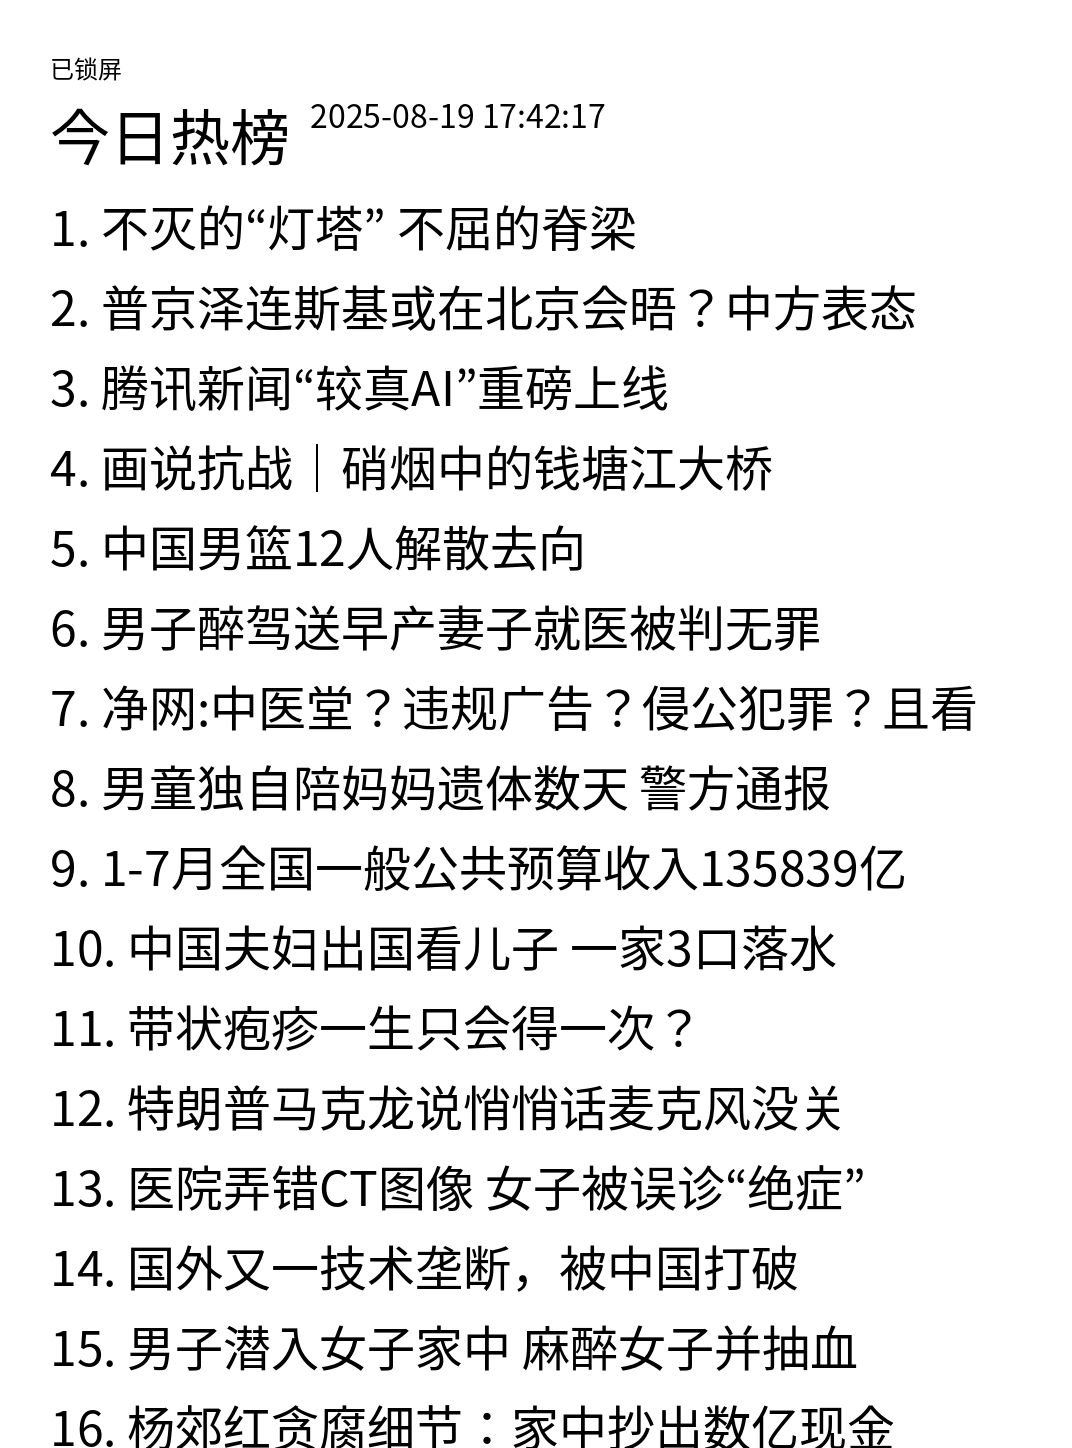 已锁屏
今日热榜 2025-08-19 17:42:17
1. 不灭的“灯塔” 不屈的脊梁
2. 普京泽连斯基或在北京会晤？中方表态
3. 腾讯新闻“较真AI”重磅上线
4. 画说抗战｜硝烟中的钱塘江大桥
5. 中国男篮12人解散去向
6. 男子醉驾送早产妻子就医被判无罪
7. 净网:中医堂？违规广告？侵公犯罪？且看
8. 男童独自陪妈妈遗体数天 警方通报
9. 1-7月全国一般公共预算收入135839亿
10. 中国夫妇出国看儿子 一家3口落水
11. 带状疱疹一生只会得一次？
12. 特朗普马克龙说悄悄话麦克风没关
13. 医院弄错CT图像 女子被误诊“绝症”
14. 国外又一技术垄断，被中国打破
15. 男子潜入女子家中 麻醉女子并抽血
16. 杨郊红贪腐细节：家中抄出数亿现金